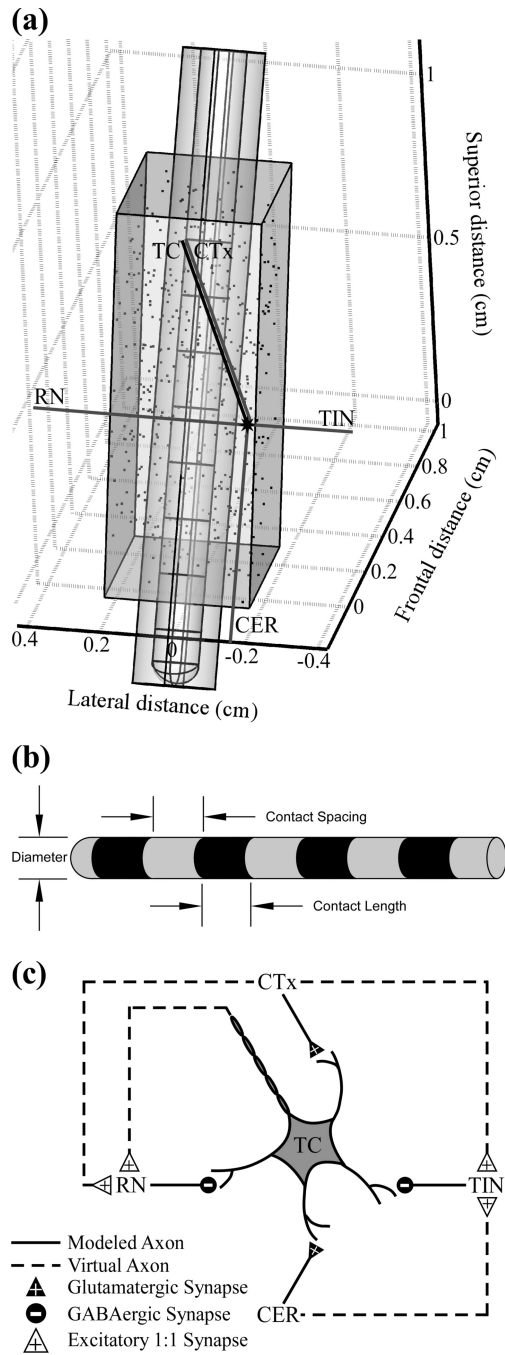 (a)
1
Superior distance (cm)
0.5
TC CTx
RN
TIN
0
1
0.8
0.6
0.4
0.2
0
Frontal distance (cm)
CER
0.4
0.2
0
-0.2
-0.4
Lateral distance (cm)
(b)
Contact Spacing
Diameter
Contact Length
(c)
CTx
TC
RN
TIN
Modeled Axon
Virtual Axon
Glutamatergic Synapse
GABAergic Synapse
CER
Excitatory 1:1 Synapse